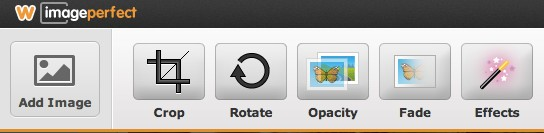 W imageperfect
Add Image
Crop Rotate Opacity Fade Effects